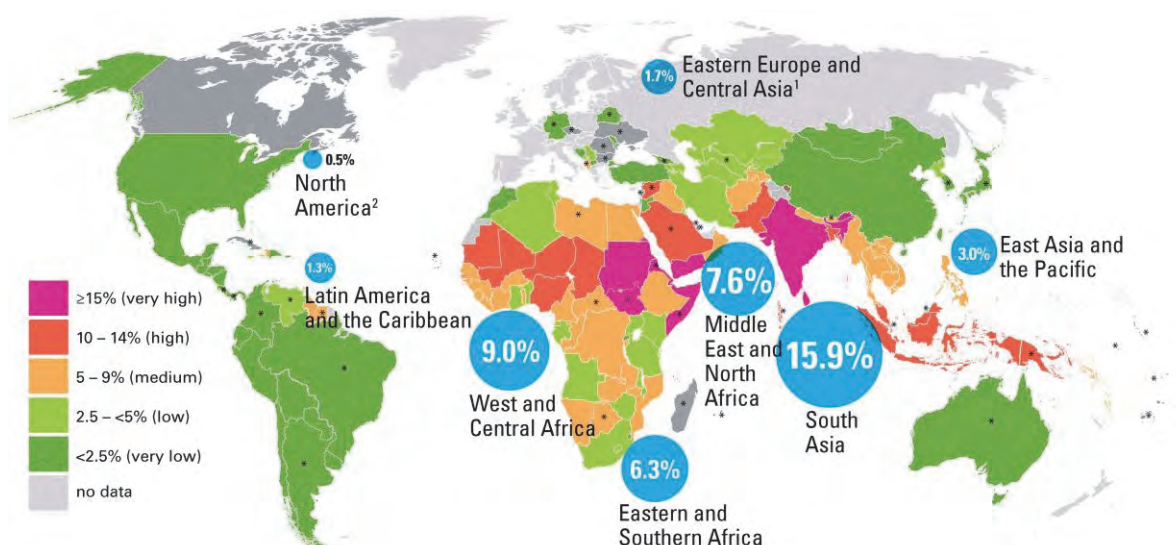 1.7%
Eastern Europe and
Central Asia¹
0.5%
North
America²
1.3%
Latin America
and the Caribbean
3.0%
East Asia and
the Pacific
7.6%
Middle
East and
North
Africa
9.0%
West and
Central Africa
15.9%
South
Asia
6.3%
Eastern and
Southern Africa
≥15% (very high)
10 – 14% (high)
5 – 9% (medium)
2.5 – <5% (low)
<2.5% (very low)
no data